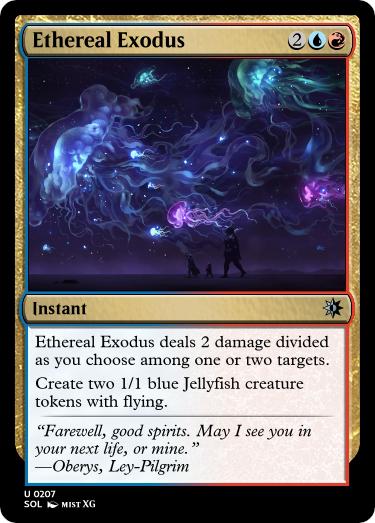 Ethereal Exodus 2
Instant
Ethereal Exodus deals 2 damage divided
as you choose among one or two targets.
Create two 1/1 blue Jellyfish creature
tokens with flying.
“Farewell, good spirits. May I see you in
your next life, or mine.”
—Oberys, Ley-Pilgrim
U 0207
SOL MIST XG